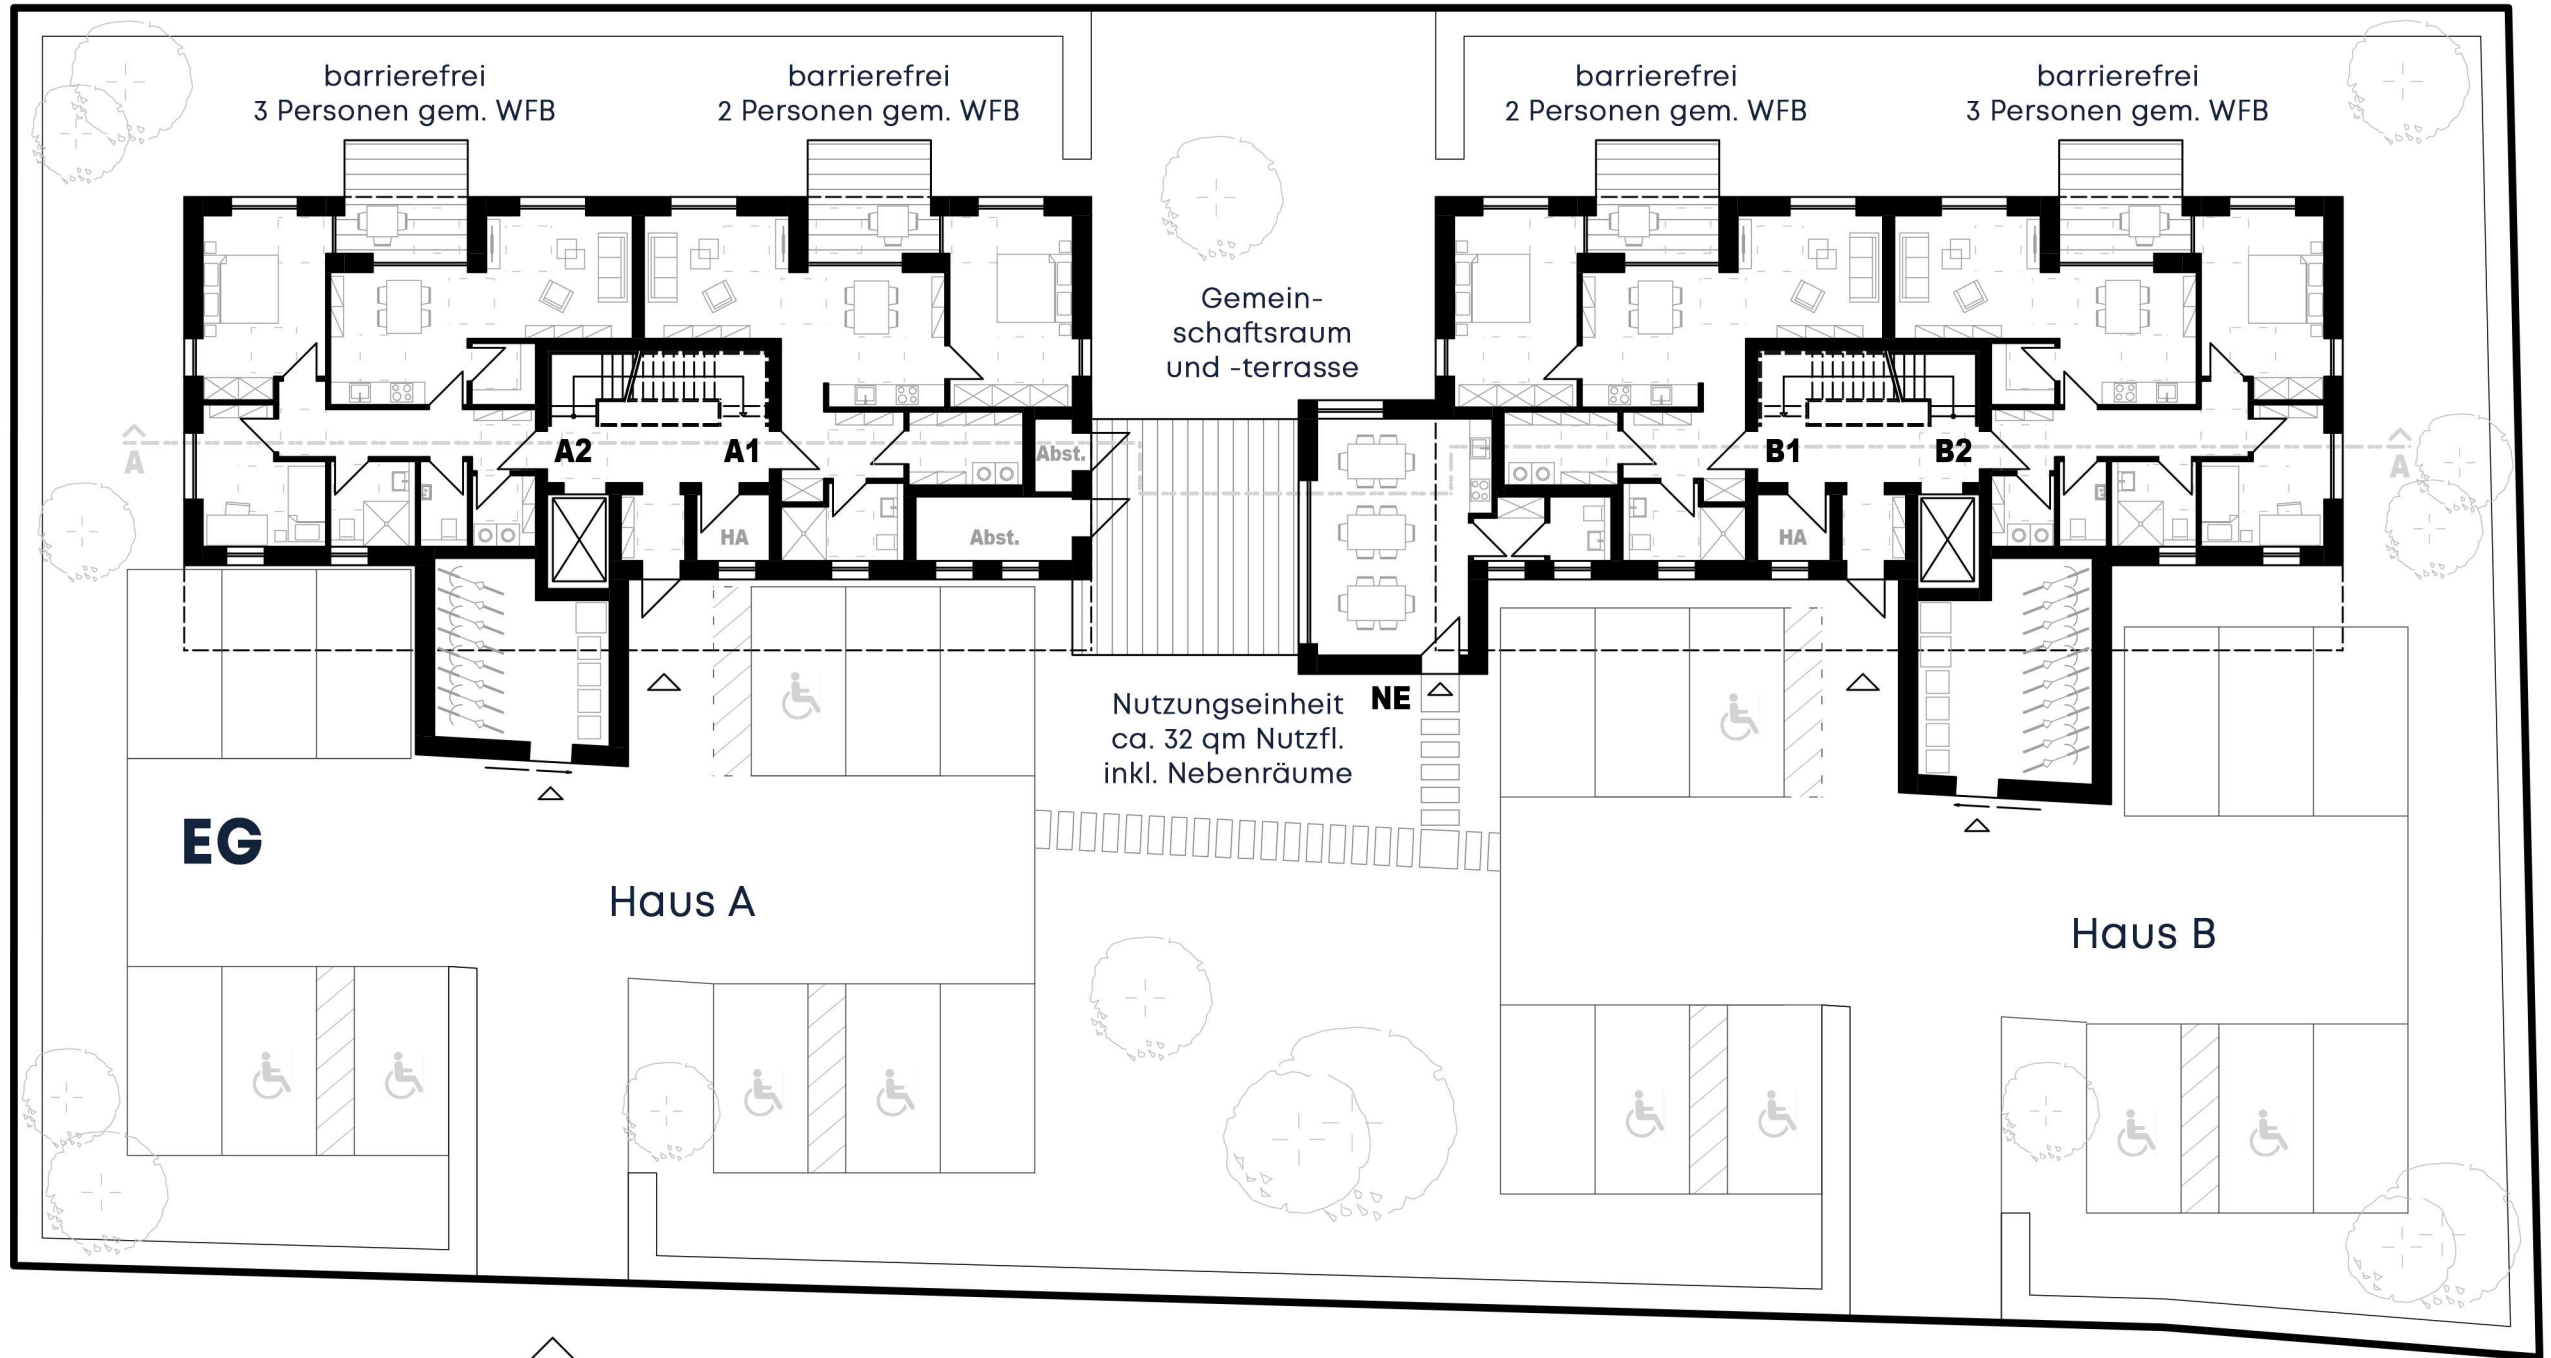 barrierefrei
3 Personen gem. WFB
barrierefrei
2 Personen gem. WFB
barrierefrei
2 Personen gem. WFB
barrierefrei
3 Personen gem. WFB
Gemein-
schaftsraum
und -terrasse
A
A2
A1
Abst.
B1
B2
A
HA
Abst.
HA
Nutzungseinheit
ca. 32 qm Nutzfl.
inkl. Nebenräume
NE
EG
Haus A
Haus B